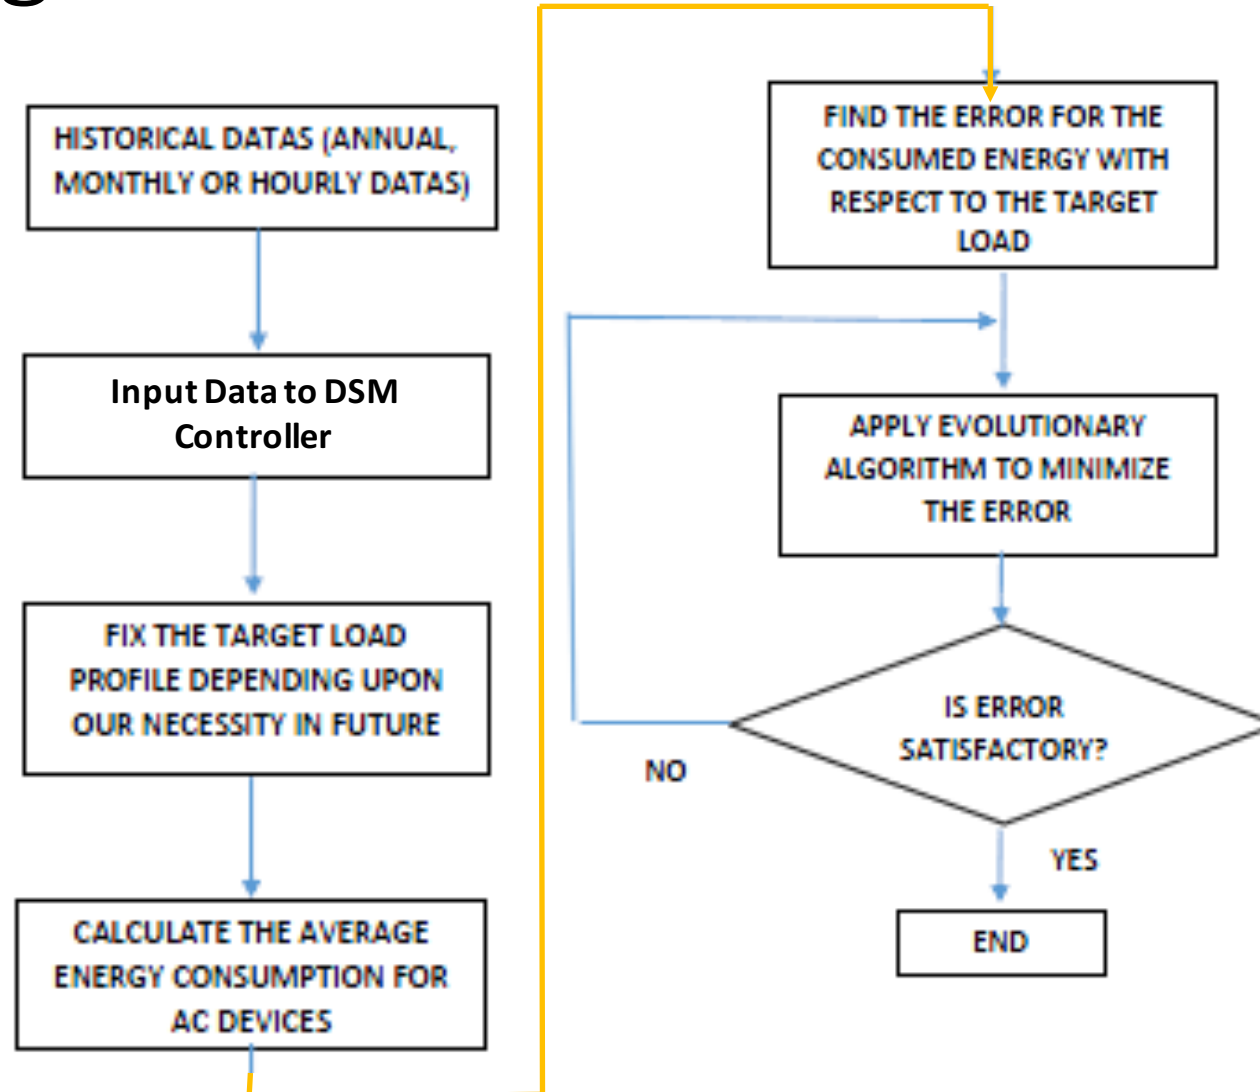 HISTORICAL DATAS (ANNUAL,
MONTHLY OR HOURLY DATAS)
Input Data to DSM
Controller
FIX THE TARGET LOAD
PROFILE DEPENDING UPON
OUR NECESSITY IN FUTURE
CALCULATE THE AVERAGE
ENERGY CONSUMPTION FOR
AC DEVICES
FIND THE ERROR FOR THE
CONSUMED ENERGY WITH
RESPECT TO THE TARGET
LOAD
APPLY EVOLUTIONARY
ALGORITHM TO MINIMIZE
THE ERROR
IS ERROR
SATISFACTORY?
NO
YES
END